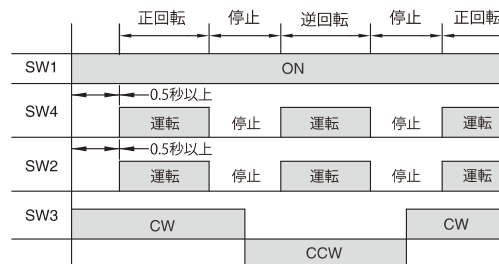 正回転 停止 逆回転 停止 正回転
SW1 ON
0.5秒以上
SW4 運転 停止 運転 停止 運転
0.5秒以上
SW2 運転 停止 運転 停止 運転
SW3 CW CCW CW